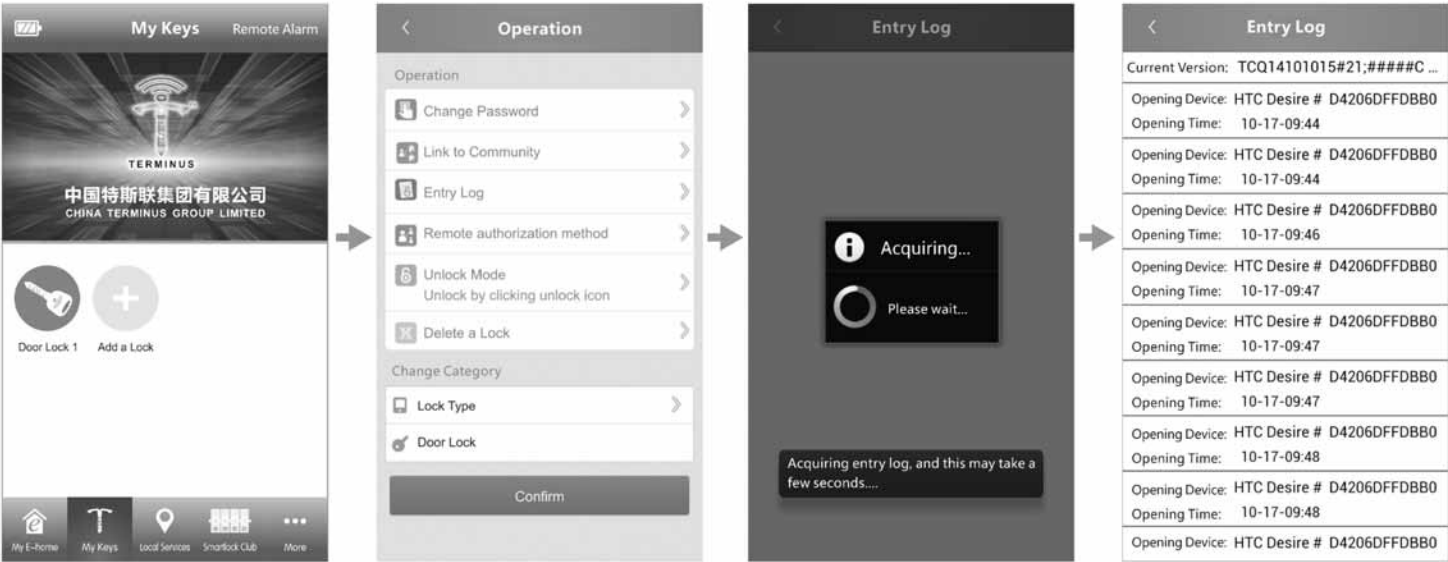 My Keys Remote Alarm
TERMINUS
中国特斯联集团有限公司
CHINA TERMINUS GROUP LIMITED
Door Lock 1 Add a Lock
My E-home My Keys Local Services Smartlock Club More
Operation
Operation
Change Password
Link to Community
Entry Log
Remote authorization method
Unlock Mode
Unlock by clicking unlock icon
Delete a Lock
Change Category
Lock Type
Door Lock
Confirm
Entry Log
Acquiring...
Please wait...
Acquiring entry log, and this may take a
few seconds....
Entry Log
Current Version: TCQ14101015#21;#####C ...
Opening Device: HTC Desire # D4206DFFDBB0
Opening Time: 10-17-09:44
Opening Device: HTC Desire # D4206DFFDBB0
Opening Time: 10-17-09:44
Opening Device: HTC Desire # D4206DFFDBB0
Opening Time: 10-17-09:46
Opening Device: HTC Desire # D4206DFFDBB0
Opening Time: 10-17-09:47
Opening Device: HTC Desire # D4206DFFDBB0
Opening Time: 10-17-09:47
Opening Device: HTC Desire # D4206DFFDBB0
Opening Time: 10-17-09:47
Opening Device: HTC Desire # D4206DFFDBB0
Opening Time: 10-17-09:48
Opening Device: HTC Desire # D4206DFFDBB0
Opening Time: 10-17-09:48
Opening Device: HTC Desire # D4206DFFDBB0